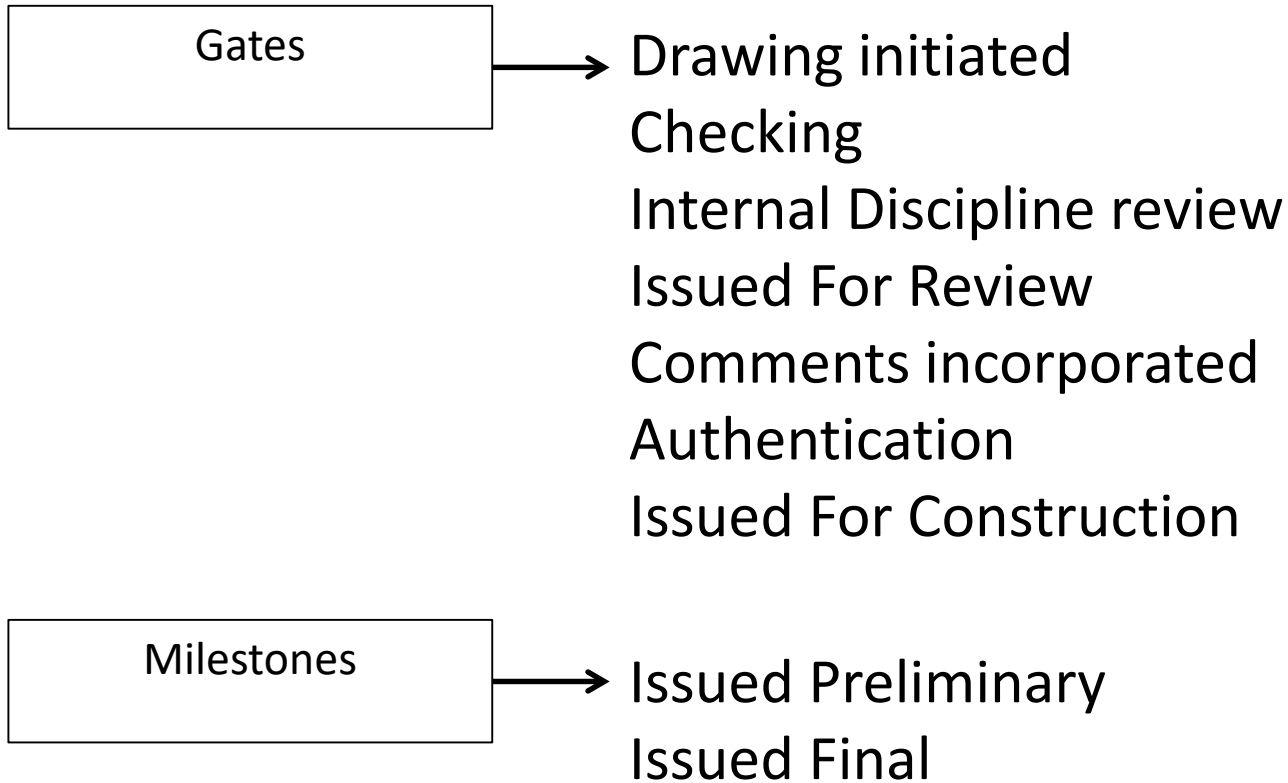 Gates
Drawing initiated
Checking
Internal Discipline review
Issued For Review
Comments incorporated
Authentication
Issued For Construction
Milestones
Issued Preliminary
Issued Final